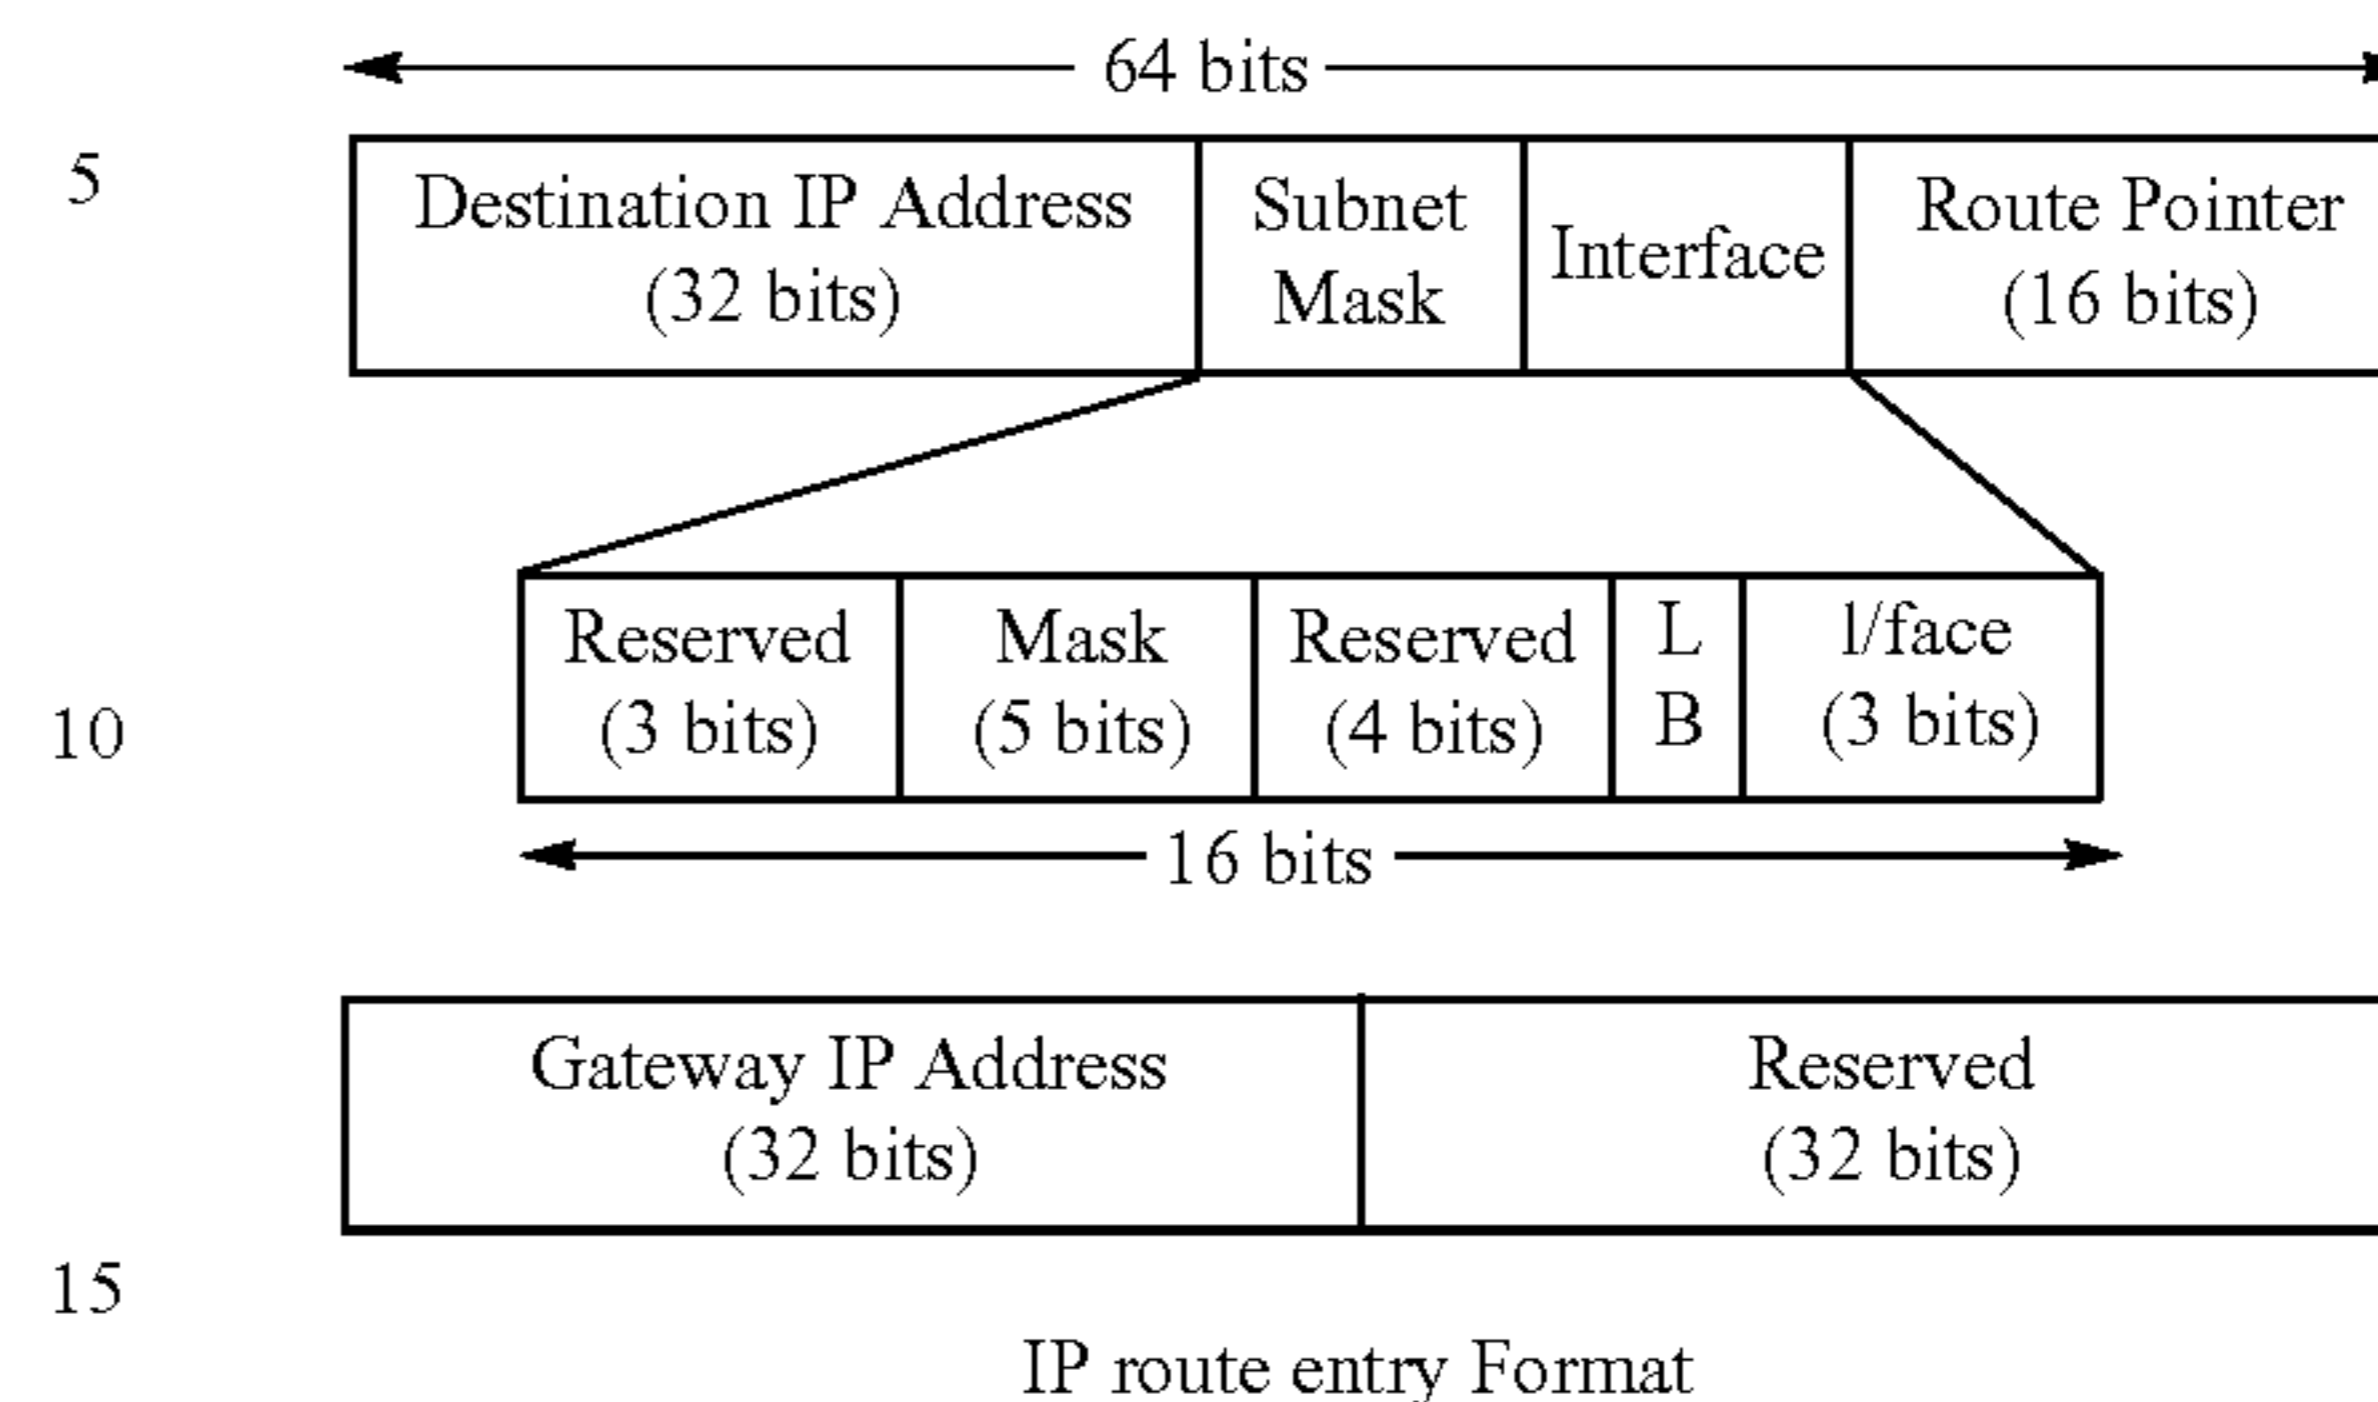 64 bits
5
Destination IP Address
(32 bits)
Subnet
Mask
Interface
Route Pointer
(16 bits)
Reserved
(3 bits)
Mask
(5 bits)
Reserved
(4 bits)
L
B
l/face
(3 bits)
10
16 bits
Gateway IP Address
(32 bits)
Reserved
(32 bits)
15
IP route entry Format